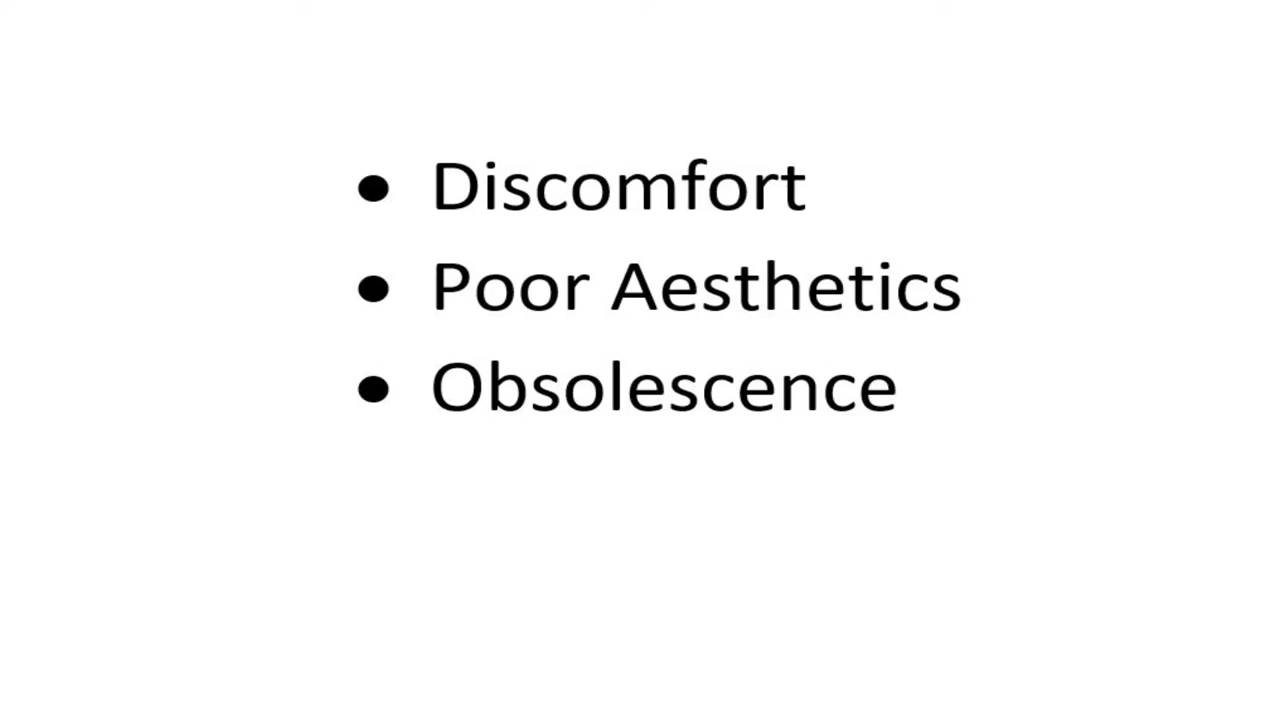 • Discomfort
• Poor Aesthetics
• Obsolescence